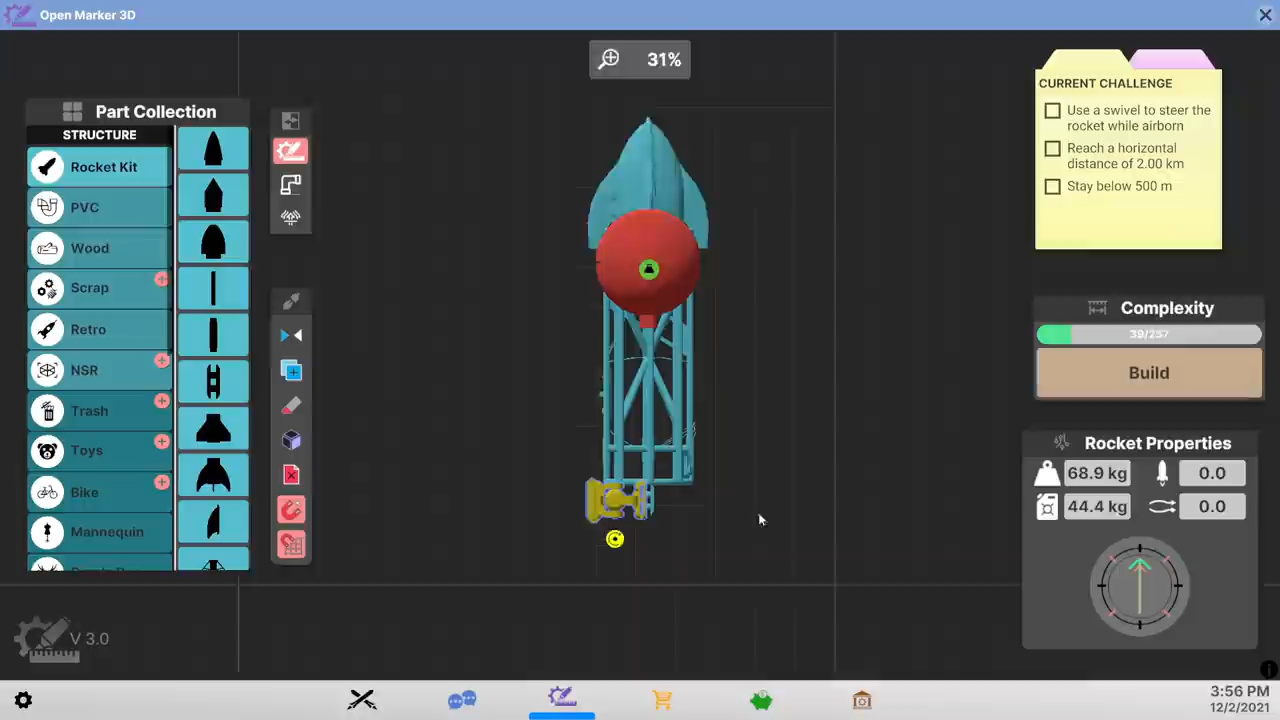 Open Marker 3D
31%
Part Collection
STRUCTURE
Rocket Kit
PVC
Wood
Scrap
Retro
NSR
Trash
Toys
Bike
Mannequin
V 3.0
CURRENT CHALLENGE
Use a swivel to steer the
rocket while airborn
Reach a horizontal
distance of 2.00 km
Stay below 500 m
Complexity
39/257
Build
Rocket Properties
68.9 kg
0.0
44.4 kg
0.0
3:56 PM
12/2/2021